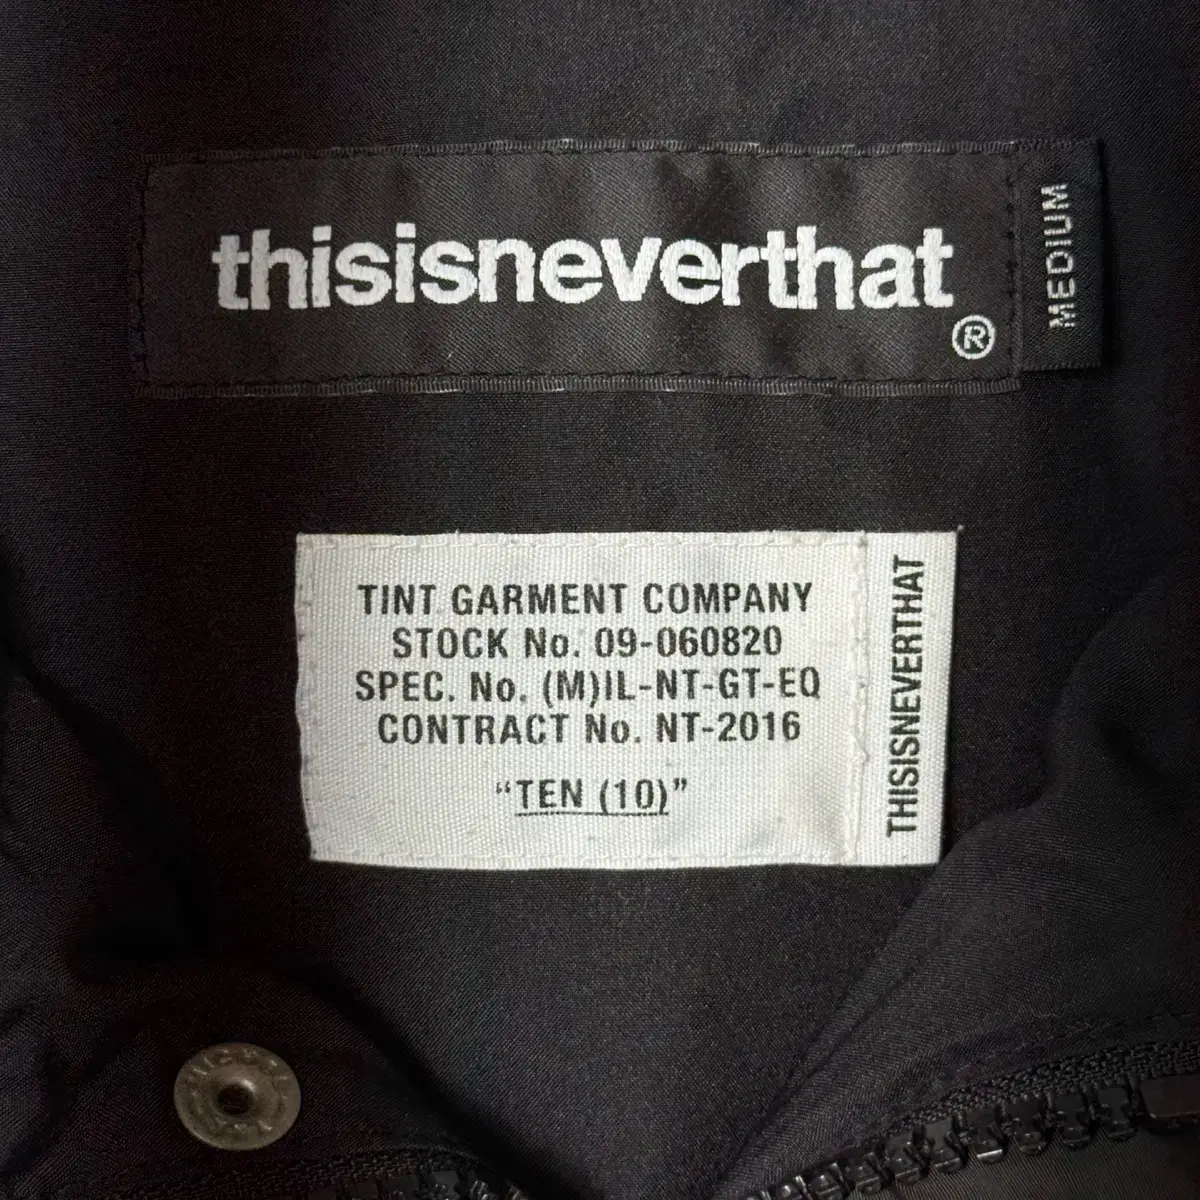 thisisneverthat
®
MEDIUM
TINT GARMENT COMPANY
STOCK No. 09-060820
SPEC. No. (M)IL-NT-GT-EQ
CONTRACT No. NT-2016
“TEN (10)”
THISISNEVERTHAT